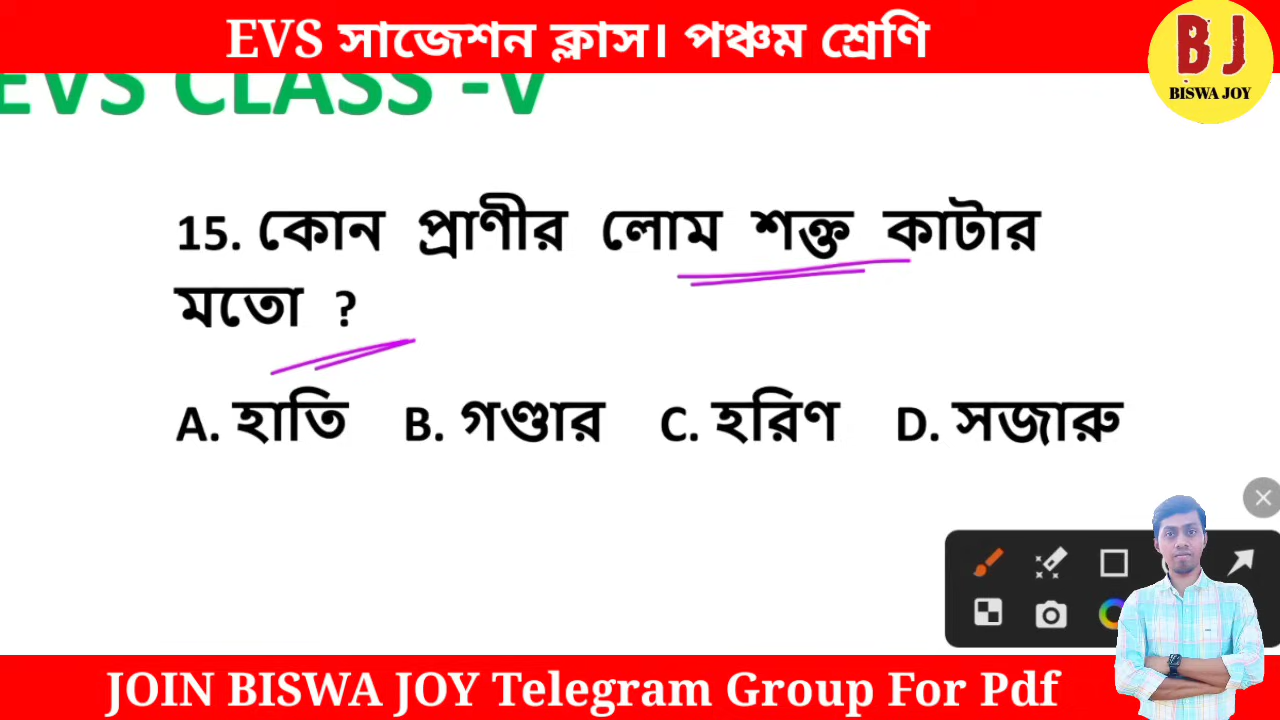 EVS সাজেশন ক্লাস। পঞ্চম শ্রেণি
BJ
BISWA JOY
EVS CLASS -V
15. কোন প্রাণীর লোম শক্ত কাটার
মতো ?
A. হাতি B. গণ্ডার C. হরিণ D. সজারু
JOIN BISWA JOY Telegram Group For Pdf